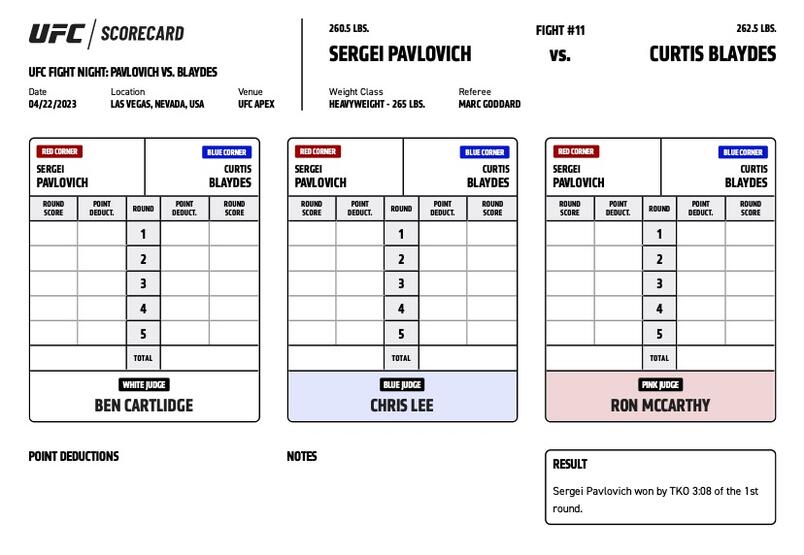 UFC / SCORECARD
UFC FIGHT NIGHT: PAVLOVICH VS. BLAYDES
Date Location Venue
04/22/2023 LAS VEGAS, NEVADA, USA UFC APEX
260.5 LBS. FIGHT #11 262.5 LBS.
SERGEI PAVLOVICH VS. CURTIS BLAYDES
Weight Class Referee
HEAVYWEIGHT - 265 LBS. MARC GODDARD
RED CORNER BLUE CORNER
SERGEI CURTIS
PAVLOVICH BLAYDES
ROUND POINT ROUND POINT ROUND
SCORE DEDUCT. DEDUCT. SCORE
1
2
3
4
5
TOTAL
WHITE JUDGE
BEN CARTLIDGE
RED CORNER BLUE CORNER
SERGEI CURTIS
PAVLOVICH BLAYDES
ROUND POINT ROUND POINT ROUND
SCORE DEDUCT. DEDUCT. SCORE
1
2
3
4
5
TOTAL
BLUE JUDGE
CHRIS LEE
RED CORNER BLUE CORNER
SERGEI CURTIS
PAVLOVICH BLAYDES
ROUND POINT ROUND POINT ROUND
SCORE DEDUCT. DEDUCT. SCORE
1
2
3
4
5
TOTAL
PINK JUDGE
RON MCCARTHY
POINT DEDUCTIONS
NOTES
RESULT
Sergei Pavlovich won by TKO 3:08 of the 1st
round.